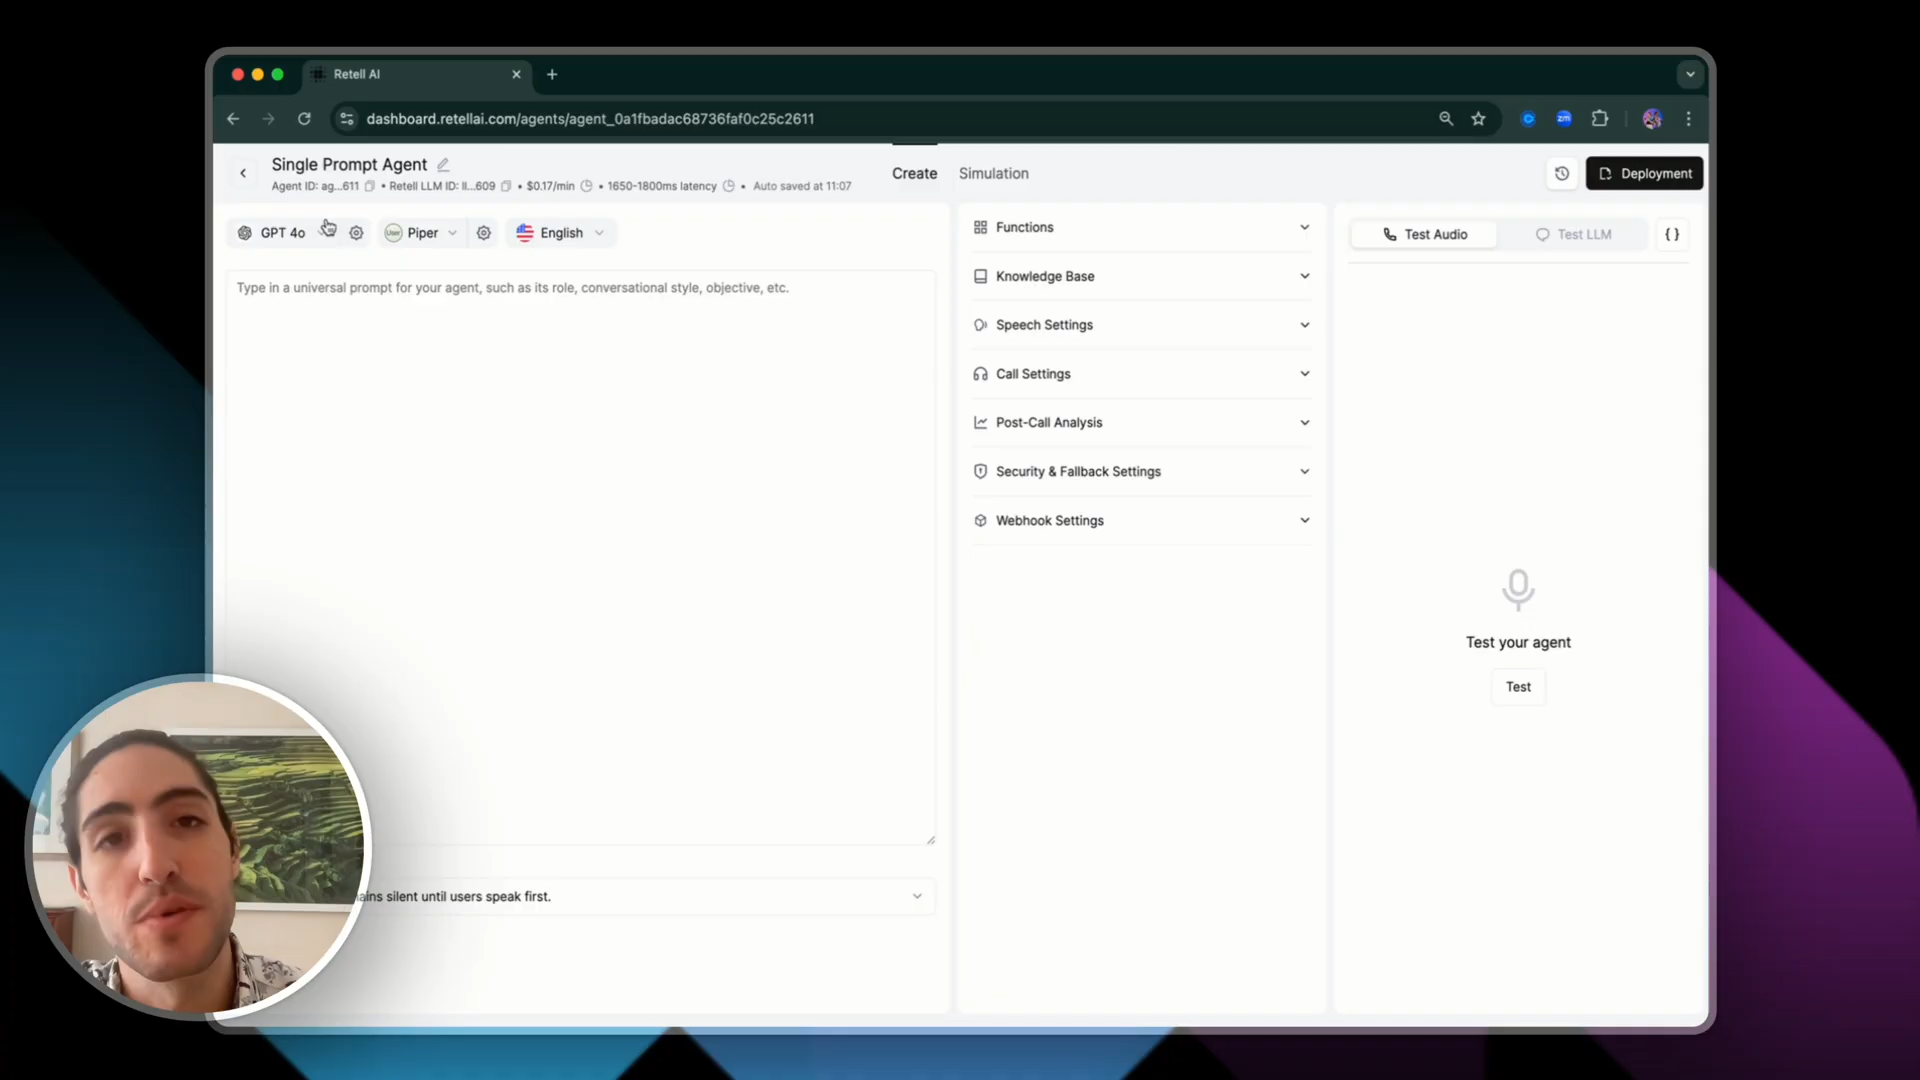 Retell AI
dashboard.retellai.com/agents/agent_0a1fbadac68736faf0c25c2611
zm
Single Prompt Agent
Agent ID: ag...611 • Retell LLM ID: ll...609 • $0.17/min • 1650-1800ms latency • Auto saved at 11:07
Create
Simulation
Deployment
GPT 4o
Piper
English
Type in a universal prompt for your agent, such as its role, conversational style, objective, etc.
silent until users speak first.
Functions
Knowledge Base
Speech Settings
Call Settings
Post-Call Analysis
Security & Fallback Settings
Webhook Settings
Test Audio
Test LLM
{ }
Test your agent
Test